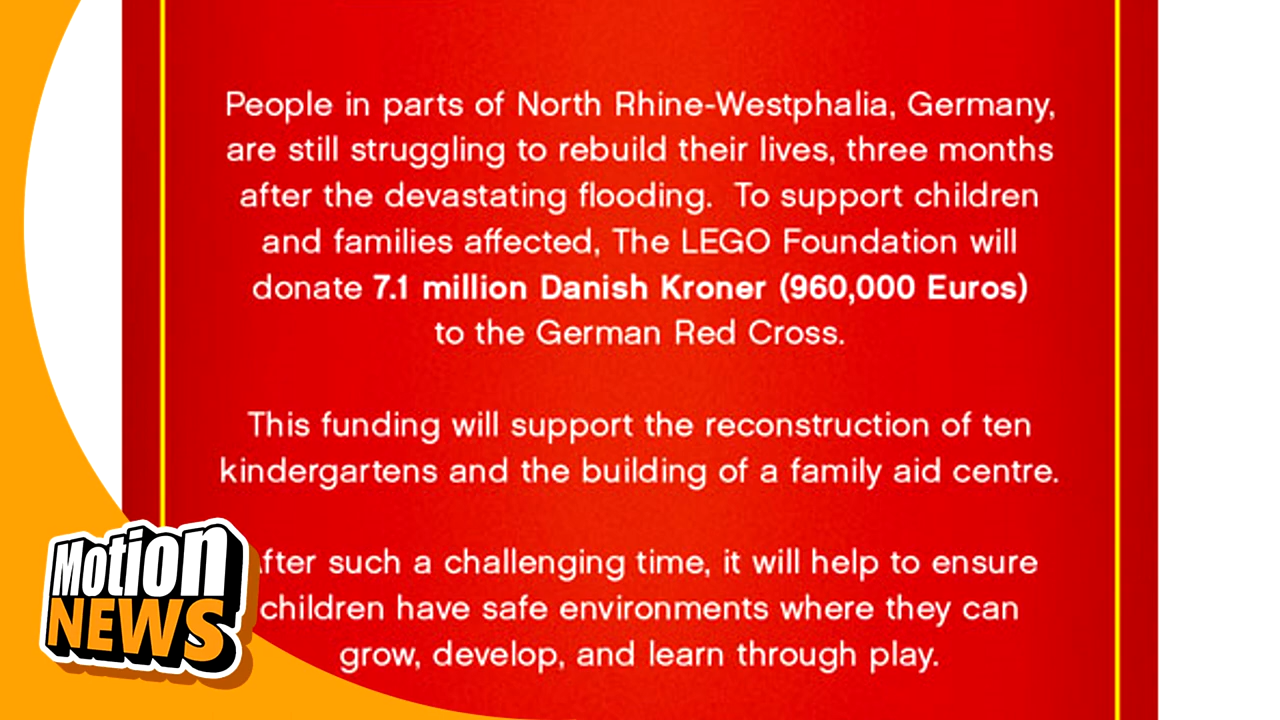 People in parts of North Rhine-Westphalia, Germany,
are still struggling to rebuild their lives, three months
after the devastating flooding.  To support children
and families affected, The LEGO Foundation will
donate 7.1 million Danish Kroner (960,000 Euros)
to the German Red Cross.
This funding will support the reconstruction of ten
kindergartens and the building of a family aid centre.
After such a challenging time, it will help to ensure
children have safe environments where they can
grow, develop, and learn through play.
Motion
NEWS